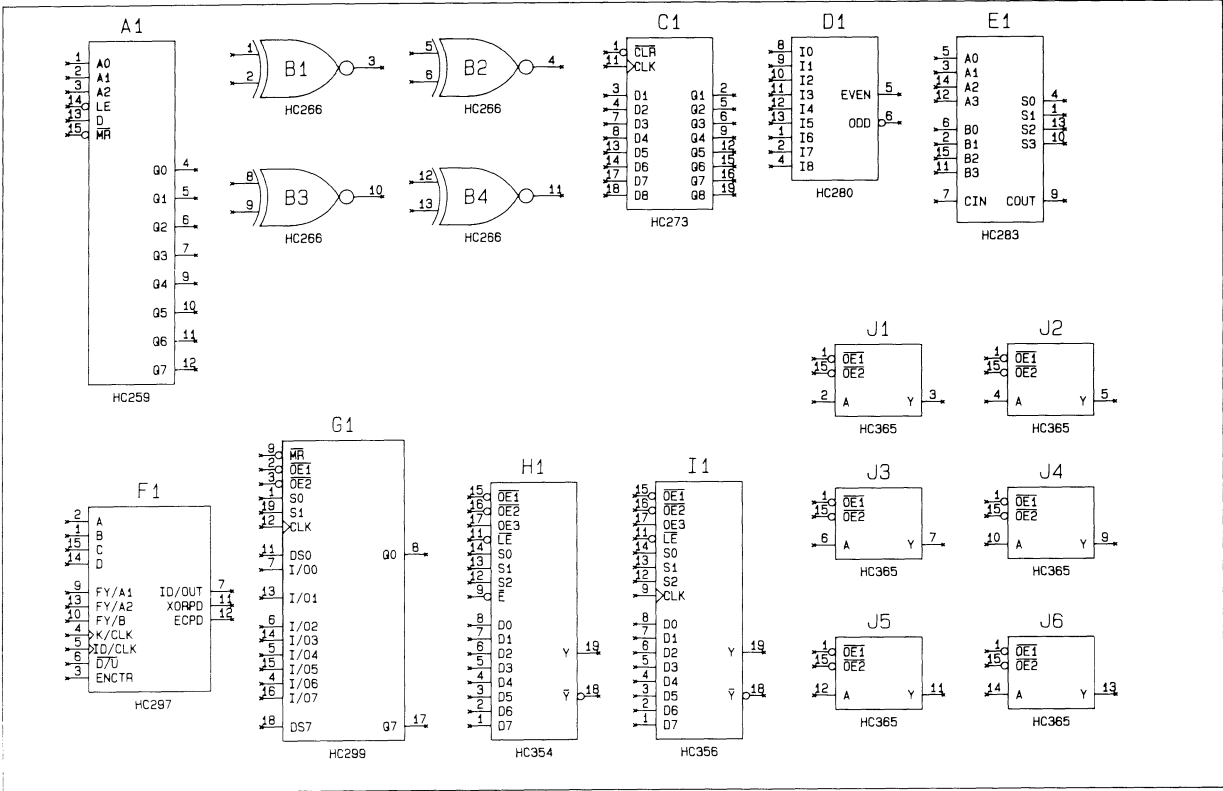 A1
1 A0
2 A1
3 A2
14 LE
13 D
15 MR
Q0 4
Q1 5
Q2 6
Q3 7
Q4 9
Q5 10
Q6 11
Q7 12
HC259
1
2
B1
3
HC266
5
6
B2
4
HC266
8
9
B3
10
HC266
12
13
B4
11
HC266
C1
1 CLR
11 CLK
3 D1 Q1 2
4 D2 Q2 5
7 D3 Q3 6
8 D4 Q4 9
13 D5 Q5 12
14 D6 Q6 15
17 D7 Q7 16
18 D8 Q8 19
HC273
D1
8 I0
9 I1
10 I2
11 I3 EVEN 5
12 I4
13 I5 ODD 6
1 I6
2 I7
4 I8
HC280
E1
5 A0
3 A1
14 A2
12 A3 S0 4
S1 1
6 B0 S2 13
2 B1 S3 10
15 B2
11 B3
7 CIN COUT 9
HC283
F1
2 A
1 B
15 C
14 D
9 FY/A1 ID/OUT 7
13 FY/A2 XORPD 11
10 FY/B ECPD 12
4 K/CLK
5 ID/CLK
6 D/U
3 ENCTR
HC297
G1
9 MR
2 OE1
3 OE2
1 S0
19 S1
12 CLK
11 DS0 Q0 8
7 I/O0
13 I/O1
6 I/O2
14 I/O3
5 I/O4
15 I/O5
4 I/O6
16 I/O7
18 DS7 Q7 17
HC299
H1
15 OE1
16 OE2
17 OE3
11 LE
14 S0
13 S1
12 S2
9 E
8 D0
7 D1
6 D2 Y 19
5 D3
4 D4
3 D5 Y 18
2 D6
1 D7
HC354
I1
15 OE1
16 OE2
17 OE3
11 LE
14 S0
13 S1
12 S2
9 CLK
8 D0
7 D1
6 D2 Y 19
5 D3
4 D4
3 D5 Y 18
2 D6
1 D7
HC356
J1
1 OE1
15 OE2
2 A Y 3
HC365
J2
1 OE1
15 OE2
4 A Y 5
HC365
J3
1 OE1
15 OE2
6 A Y 7
HC365
J4
1 OE1
15 OE2
10 A Y 9
HC365
J5
1 OE1
15 OE2
12 A Y 11
HC365
J6
1 OE1
15 OE2
14 A Y 13
HC365